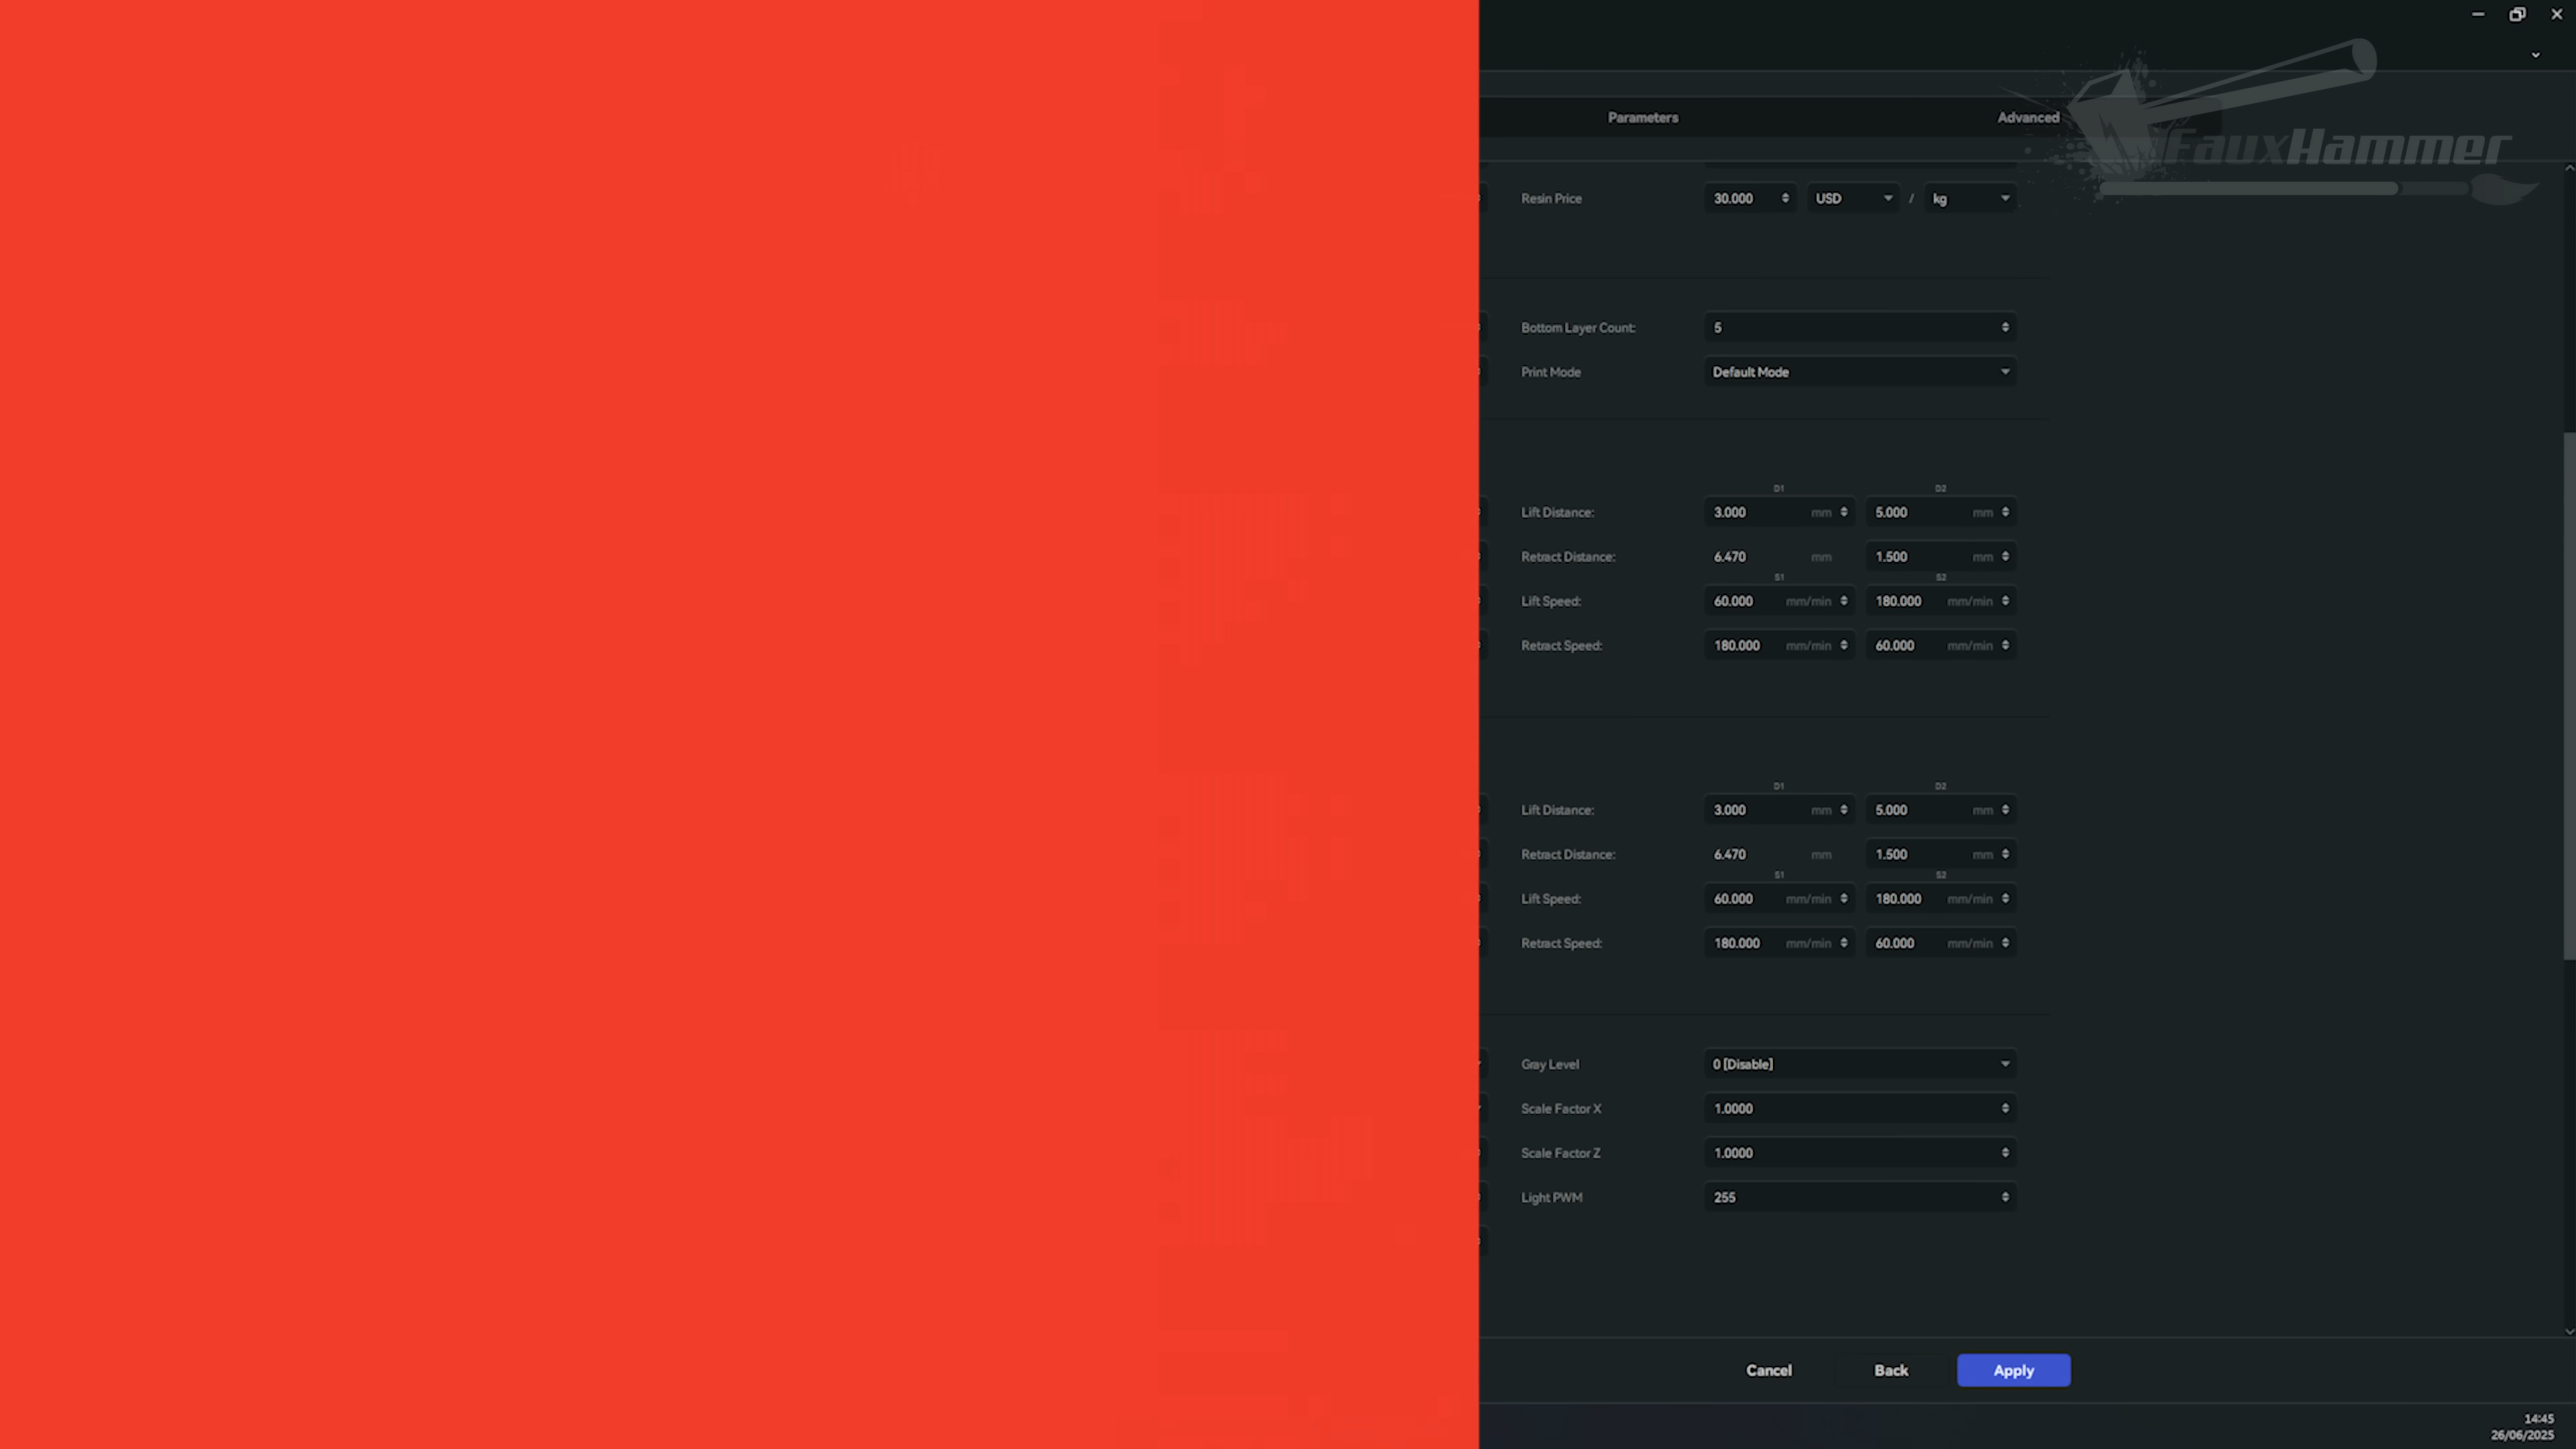 Parameters Advanced
FauxHammer
Resin Price 30.000 USD / kg
Bottom Layer Count: 5
Print Mode Default Mode
D1 D2
Lift Distance: 3.000 mm 5.000 mm
Retract Distance: 6.470 mm 1.500 mm
S1 S2
Lift Speed: 60.000 mm/min 180.000 mm/min
Retract Speed: 180.000 mm/min 60.000 mm/min
D1 D2
Lift Distance: 3.000 mm 5.000 mm
Retract Distance: 6.470 mm 1.500 mm
S1 S2
Lift Speed: 60.000 mm/min 180.000 mm/min
Retract Speed: 180.000 mm/min 60.000 mm/min
Gray Level 0 [Disable]
Scale Factor X 1.0000
Scale Factor Z 1.0000
Light PWM 255
Cancel Back Apply
14:45
26/06/2025